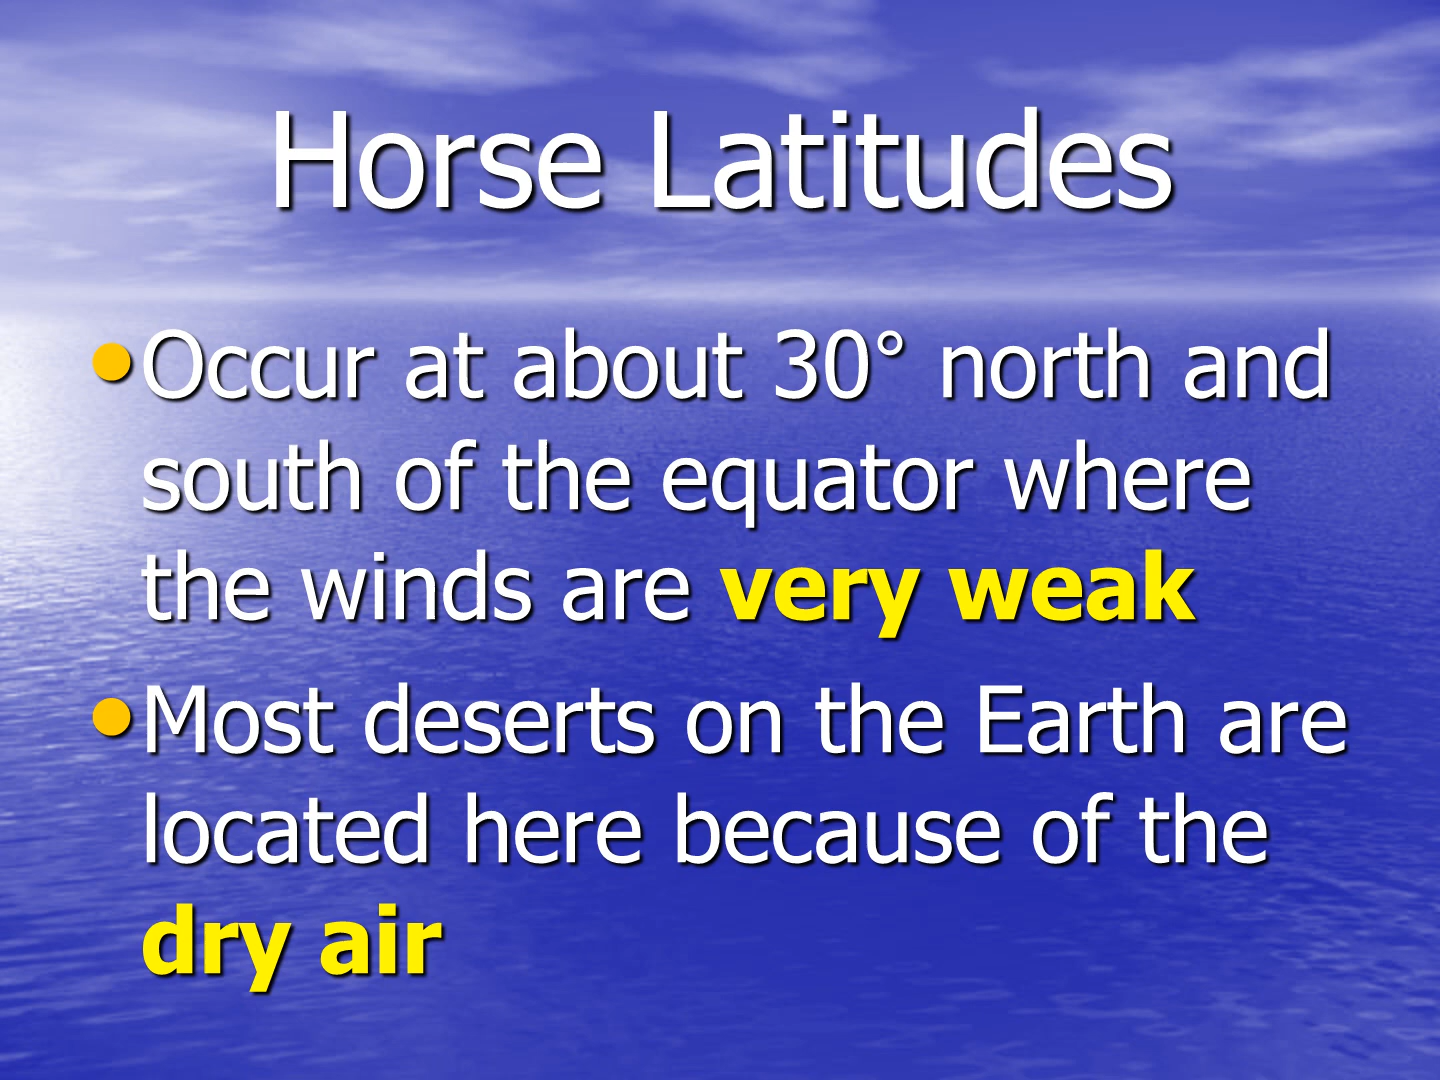 Horse Latitudes
• Occur at about 30° north and
south of the equator where
the winds are very weak
• Most deserts on the Earth are
located here because of the
dry air